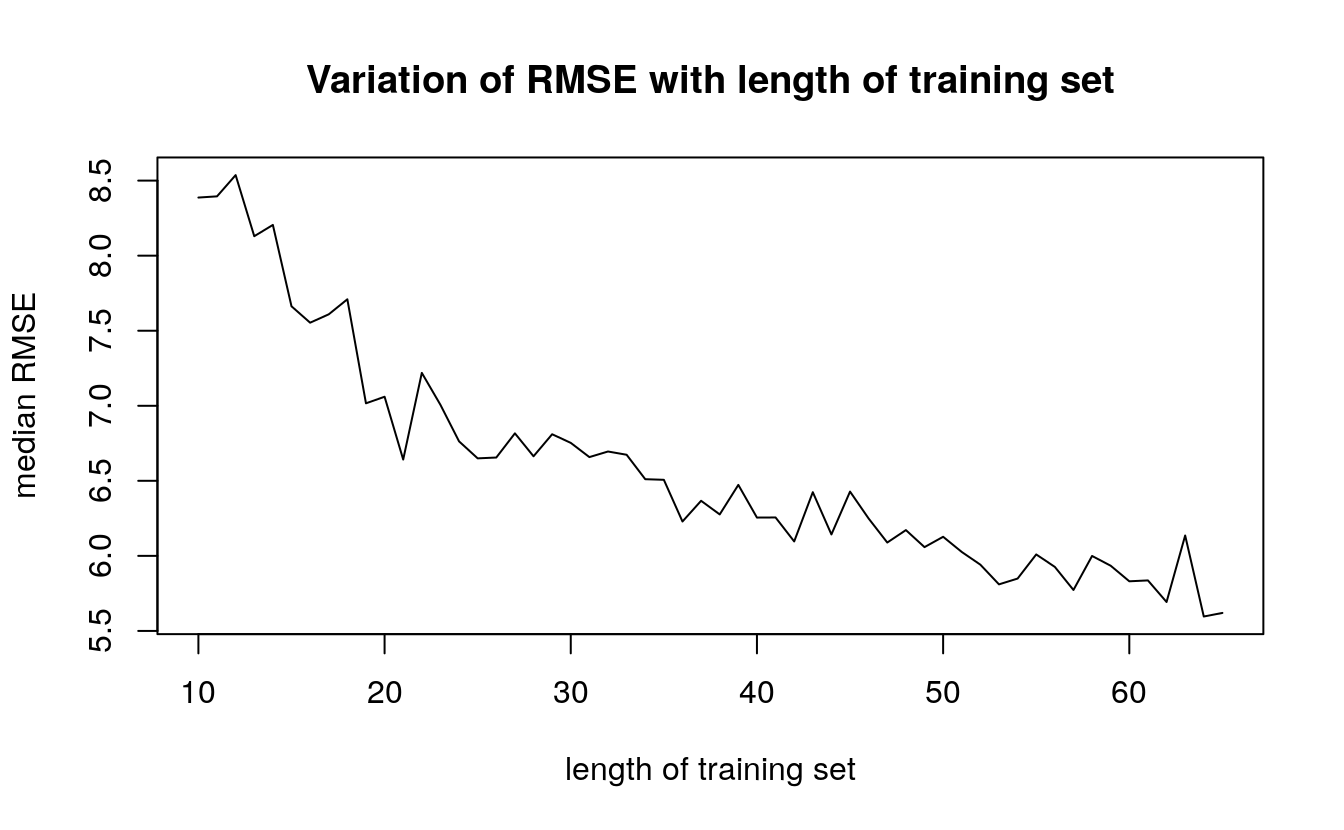 Variation of RMSE with length of training set
median RMSE
8.5
8.0
7.5
7.0
6.5
6.0
5.5
10 20 30 40 50 60
length of training set